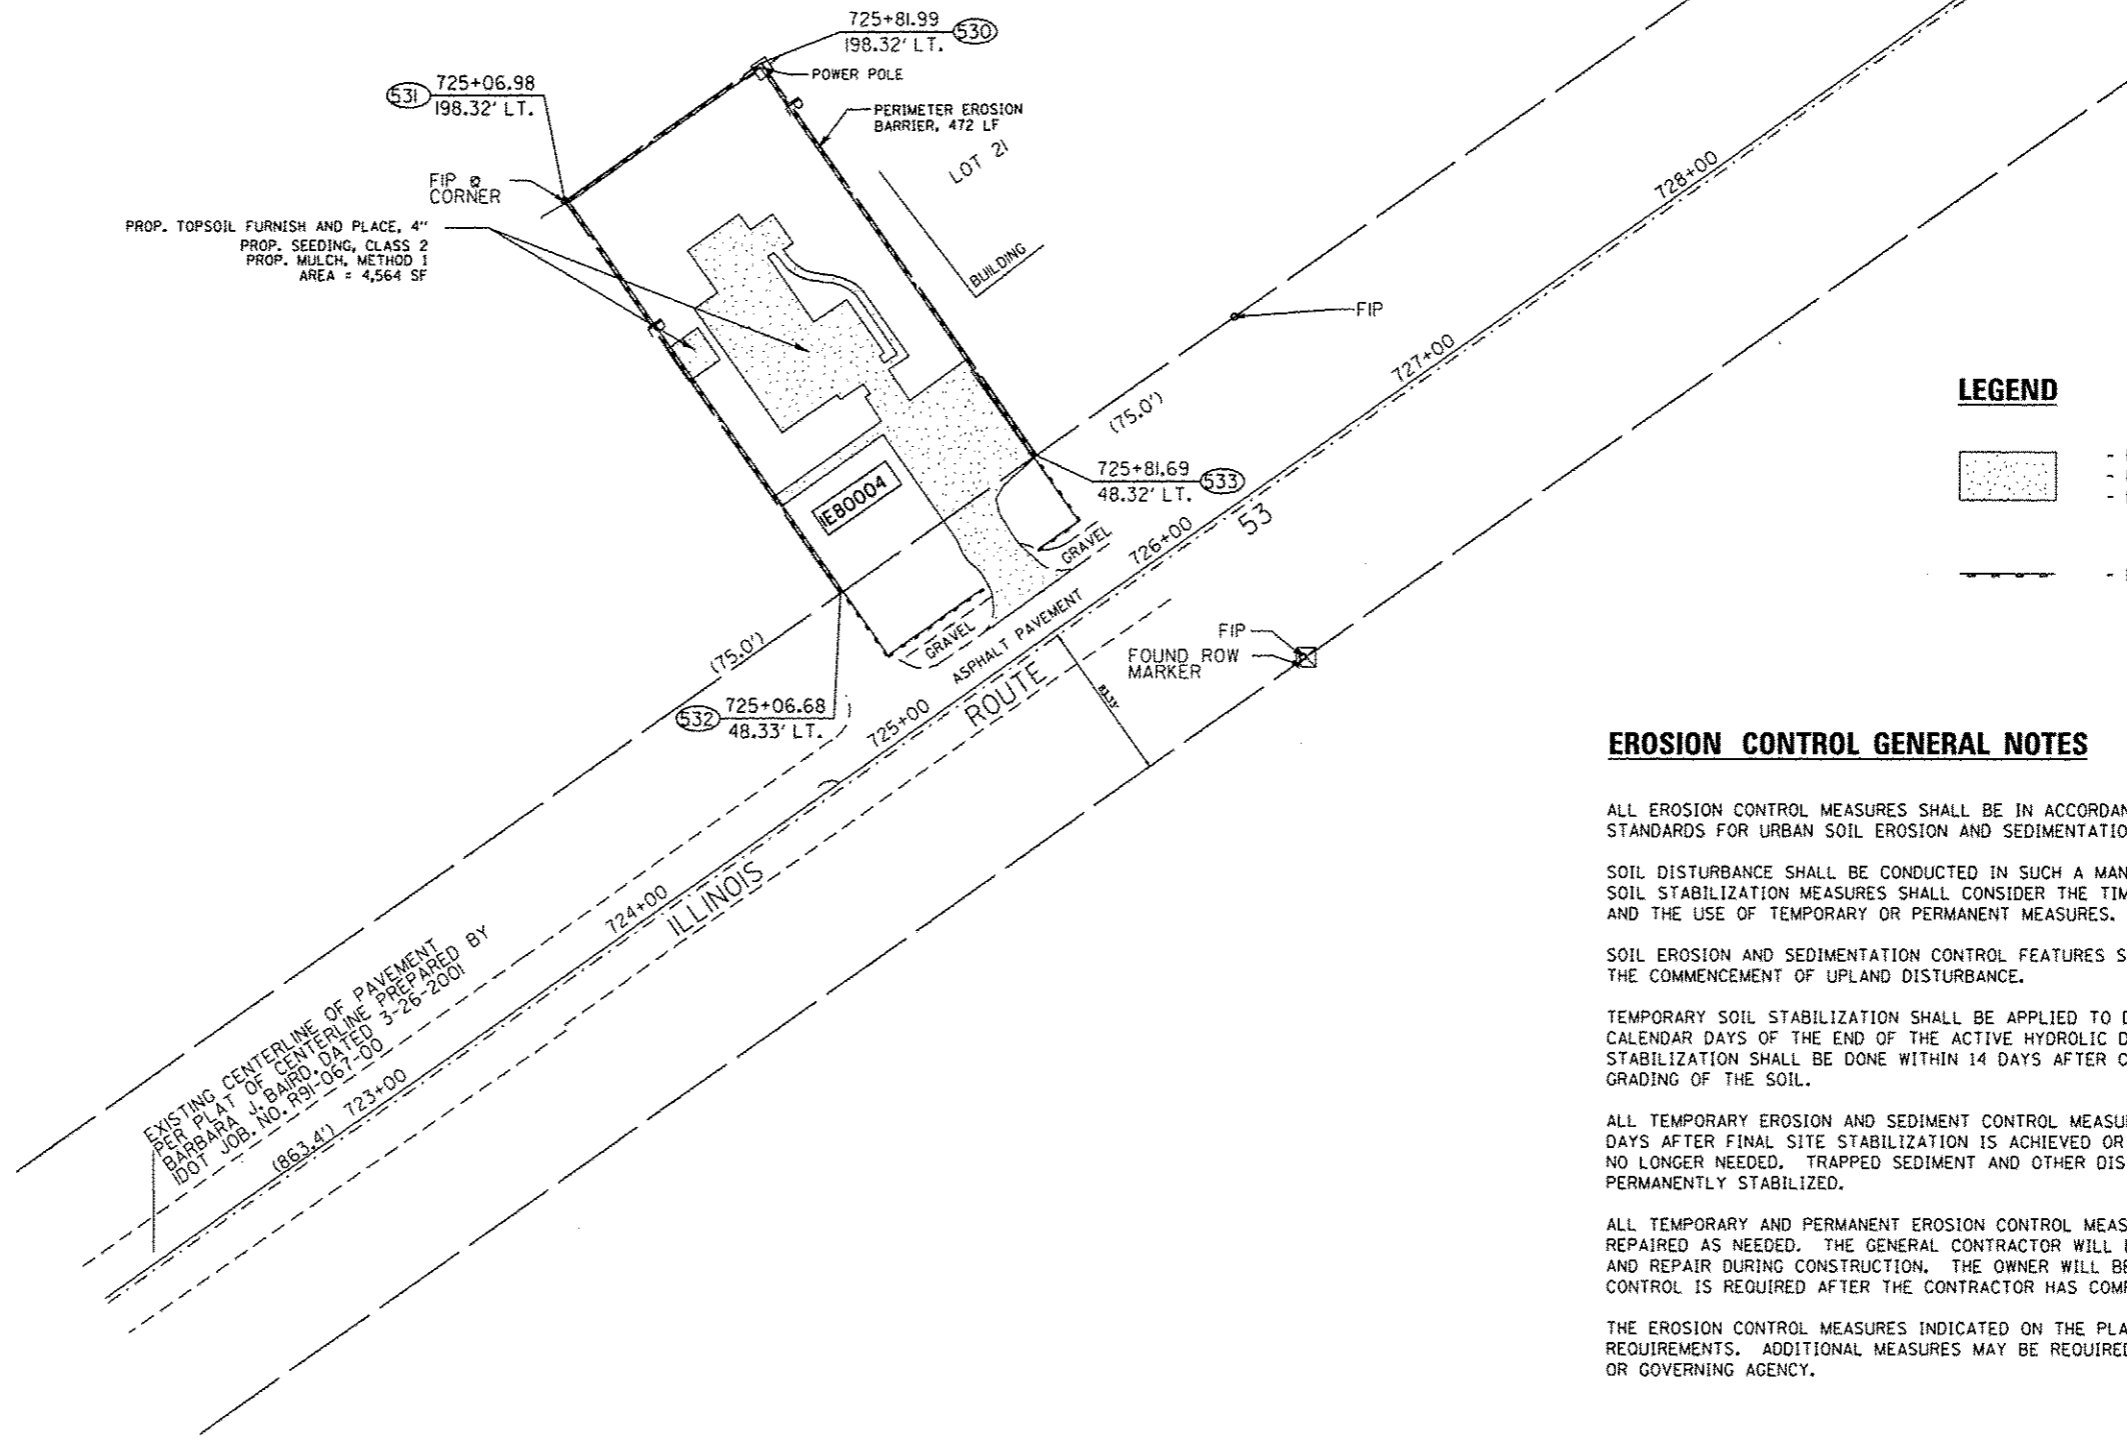 725+81.99
198.32' LT.
530
POWER POLE
531
725+06.98
198.32' LT.
PERIMETER EROSION
BARRIER, 472 LF
LOT 21
FIP @
CORNER
PROP. TOPSOIL FURNISH AND PLACE, 4"
PROP. SEEDING, CLASS 2
PROP. MULCH, METHOD 1
AREA = 4,564 SF
BUILDING
FIP
728+00
727+00
(75.0')
LEGEND
725+81.69
48.32' LT.
533
1E80004
GRAVEL
726+00
53
ASPHALT PAVEMENT
GRAVEL
(75.0')
FIP
FOUND ROW
MARKER
532
725+06.68
48.33' LT.
725+00
ROUTE
724+00
ILLINOIS
EXISTING CENTERLINE OF PAVEMENT
PER PLAT OF CENTERLINE PREPARED BY
BARBARA J. BAIRD, DATED 3-26-2001
IDOT JOB. NO. R91-067-00
(863.4')
723+00
EROSION CONTROL GENERAL NOTES
ALL EROSION CONTROL MEASURES SHALL BE IN ACCORDAN
STANDARDS FOR URBAN SOIL EROSION AND SEDIMENTATIO
SOIL DISTURBANCE SHALL BE CONDUCTED IN SUCH A MAN
SOIL STABILIZATION MEASURES SHALL CONSIDER THE TIM
AND THE USE OF TEMPORARY OR PERMANENT MEASURES.
SOIL EROSION AND SEDIMENTATION CONTROL FEATURES S
THE COMMENCEMENT OF UPLAND DISTURBANCE.
TEMPORARY SOIL STABILIZATION SHALL BE APPLIED TO D
CALENDAR DAYS OF THE END OF THE ACTIVE HYDROLIC D
STABILIZATION SHALL BE DONE WITHIN 14 DAYS AFTER C
GRADING OF THE SOIL.
ALL TEMPORARY EROSION AND SEDIMENT CONTROL MEASU
DAYS AFTER FINAL SITE STABILIZATION IS ACHIEVED OR
NO LONGER NEEDED. TRAPPED SEDIMENT AND OTHER DIS
PERMANENTLY STABILIZED.
ALL TEMPORARY AND PERMANENT EROSION CONTROL MEAS
REPAIRED AS NEEDED. THE GENERAL CONTRACTOR WILL
AND REPAIR DURING CONSTRUCTION. THE OWNER WILL BE
CONTROL IS REQUIRED AFTER THE CONTRACTOR HAS COM
THE EROSION CONTROL MEASURES INDICATED ON THE PLA
REQUIREMENTS. ADDITIONAL MEASURES MAY BE REQUIRED
OR GOVERNING AGENCY.